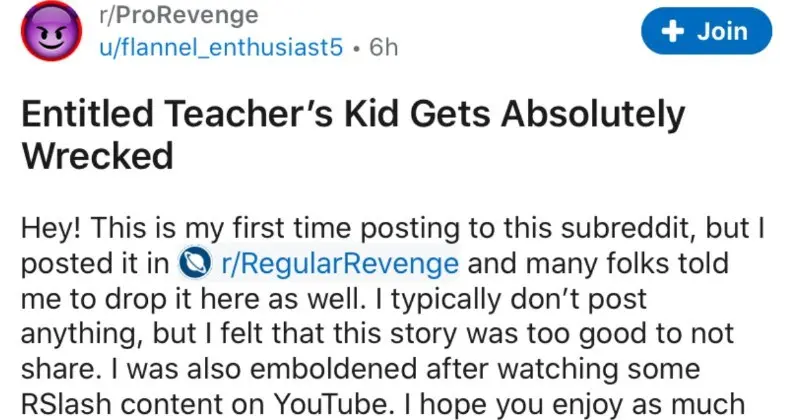 r/ProRevenge
u/flannel_enthusiast5 • 6h
+ Join
Entitled Teacher’s Kid Gets Absolutely
Wrecked
Hey! This is my first time posting to this subreddit, but I
posted it in r/RegularRevenge and many folks told
me to drop it here as well. I typically don’t post
anything, but I felt that this story was too good to not
share. I was also emboldened after watching some
RSlash content on YouTube. I hope you enjoy as much